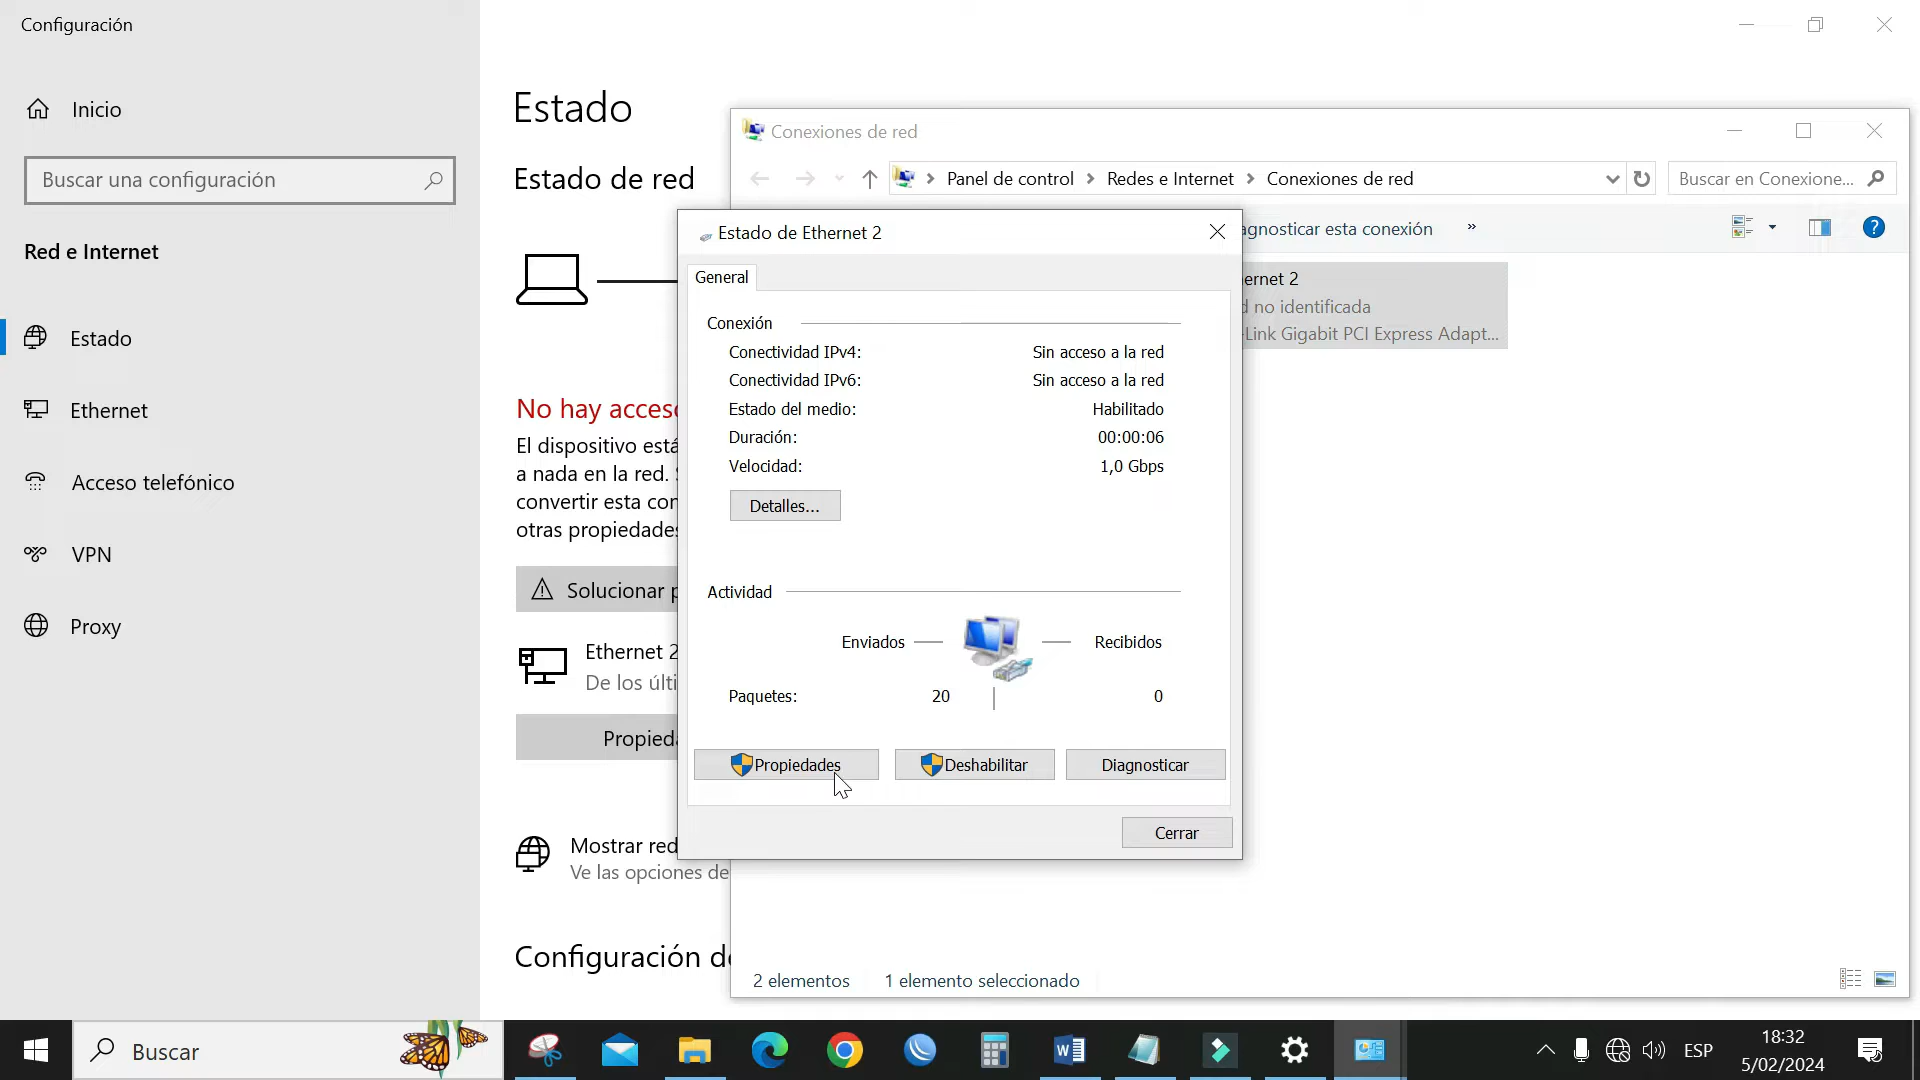 Configuración
Inicio
Buscar una configuración
Red e Internet
Estado
Ethernet
Acceso telefónico
VPN
Proxy
Estado
Estado de red
No hay acceso
El dispositivo está
a nada en la red.
convertir esta con
otras propiedades
Solucionar p
Ethernet 2
De los últi
Propieda
Mostrar red
Ve las opciones de
Configuración de
Conexiones de red
Panel de control
Redes e Internet
Conexiones de red
Buscar en Conexione...
agnosticar esta conexión
»
ernet 2
d no identificada
-Link Gigabit PCI Express Adapt...
Estado de Ethernet 2
General
Conexión
Conectividad IPv4: Sin acceso a la red
Conectividad IPv6: Sin acceso a la red
Estado del medio: Habilitado
Duración: 00:00:06
Velocidad: 1,0 Gbps
Detalles...
Actividad
Enviados — Recibidos
Paquetes: 20 0
Propiedades
Deshabilitar
Diagnosticar
Cerrar
2 elementos
1 elemento seleccionado
Buscar
ESP
18:32
5/02/2024